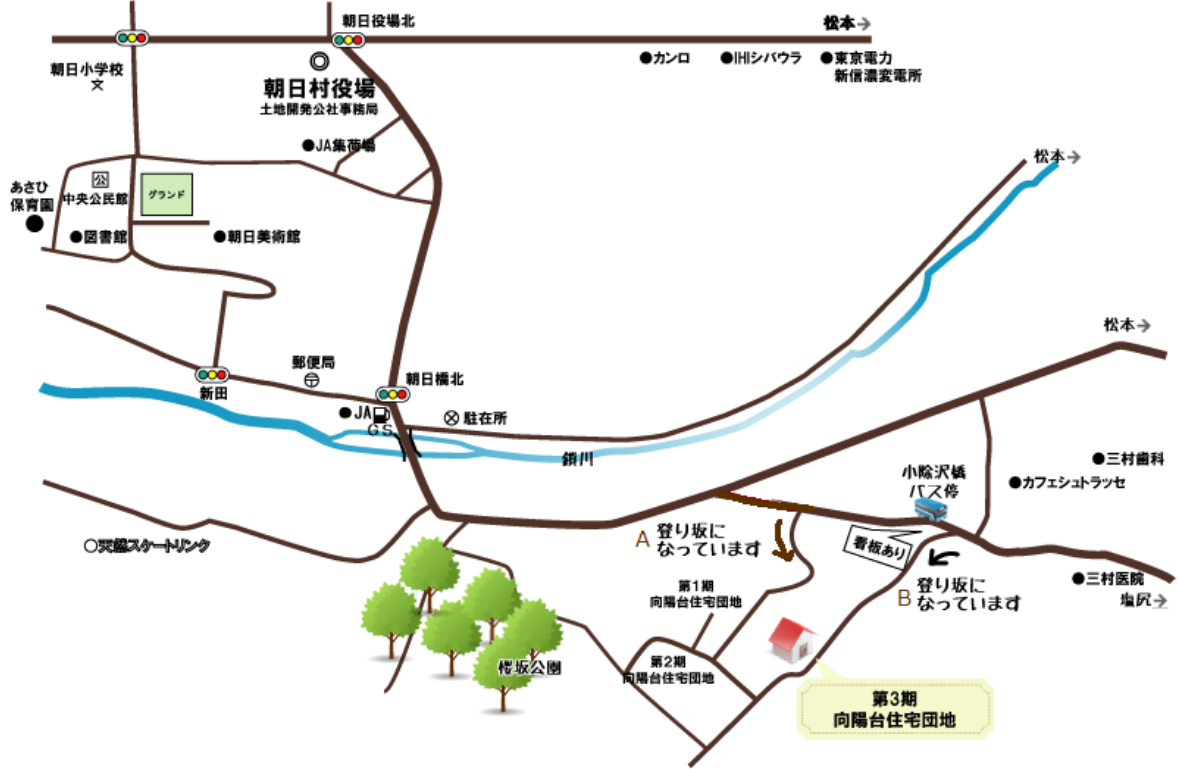 朝日役場北
松本→
朝日小学校
文
朝日村役場
土地開発公社事務局
●カンロ
●IHIシバウラ
●東京電力
新信濃変電所
●JA集荷場
松本→
あさひ
保育園
公
中央公民館
グランド
●図書館
●朝日美術館
松本→
郵便局
新田
朝日橋北
●JA
GS
駐在所
鎖川
小除沢橋
バス停
●三村歯科
●カフェシュトラッセ
○天然スケートリンク
A 登り坂に
なっています
看板あり
B 登り坂に
なっています
●三村医院
塩尻→
第1期
向陽台住宅団地
第2期
向陽台住宅団地
桜坂公園
第3期
向陽台住宅団地